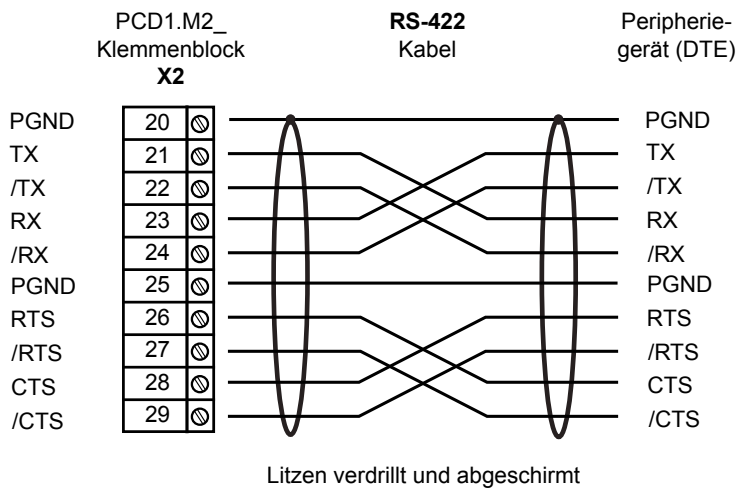 PCD1.M2_ RS-422 Peripherie-
Klemmenblock Kabel gerät (DTE)
X2
PGND 20 PGND
TX 21 TX
/TX 22 /TX
RX 23 RX
/RX 24 /RX
PGND 25 PGND
RTS 26 RTS
/RTS 27 /RTS
CTS 28 CTS
/CTS 29 /CTS
Litzen verdrillt und abgeschirmt